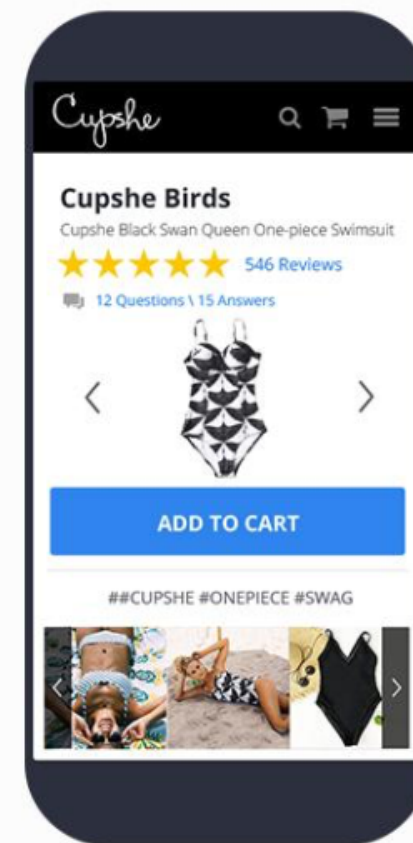 Cupshe
Cupshe Birds
Cupshe Black Swan Queen One-piece Swimsuit
546 Reviews
12 Questions \ 15 Answers
ADD TO CART
##CUPSHE #ONEPIECE #SWAG